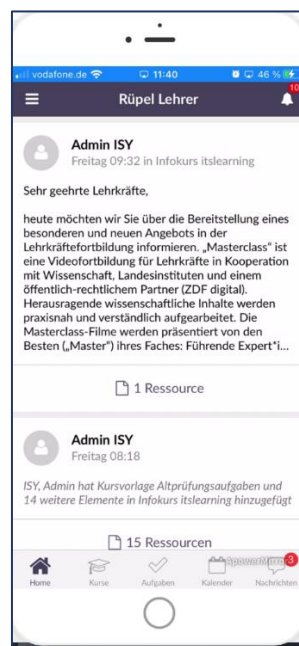 vodafone.de 11:40 46 %
10
Rüpel Lehrer
Admin ISY
Freitag 09:32 in Infokurs itslearning
Sehr geehrte Lehrkräfte,
heute möchten wir Sie über die Bereitstellung eines
besonderen und neuen Angebots in der
Lehrkräftefortbildung informieren. „Masterclass" ist
eine Videofortbildung für Lehrkräfte in Kooperation
mit Wissenschaft, Landesinstituten und einem
öffentlich-rechtlichem Partner (ZDF digital).
Herausragende wissenschaftliche Inhalte werden
praxisnah und verständlich aufgearbeitet. Die
Masterclass-Filme werden präsentiert von den
Besten („Master") ihres Faches: Führende Expert*i...
1 Ressource
Admin ISY
Freitag 08:18
ISY, Admin hat Kursvorlage Altprüfungsaufgaben und
14 weitere Elemente in Infokurs itslearning hinzugefügt
15 Ressourcen
ApowerMirror
3
Home Kurse Aufgaben Kalender Nachrichten